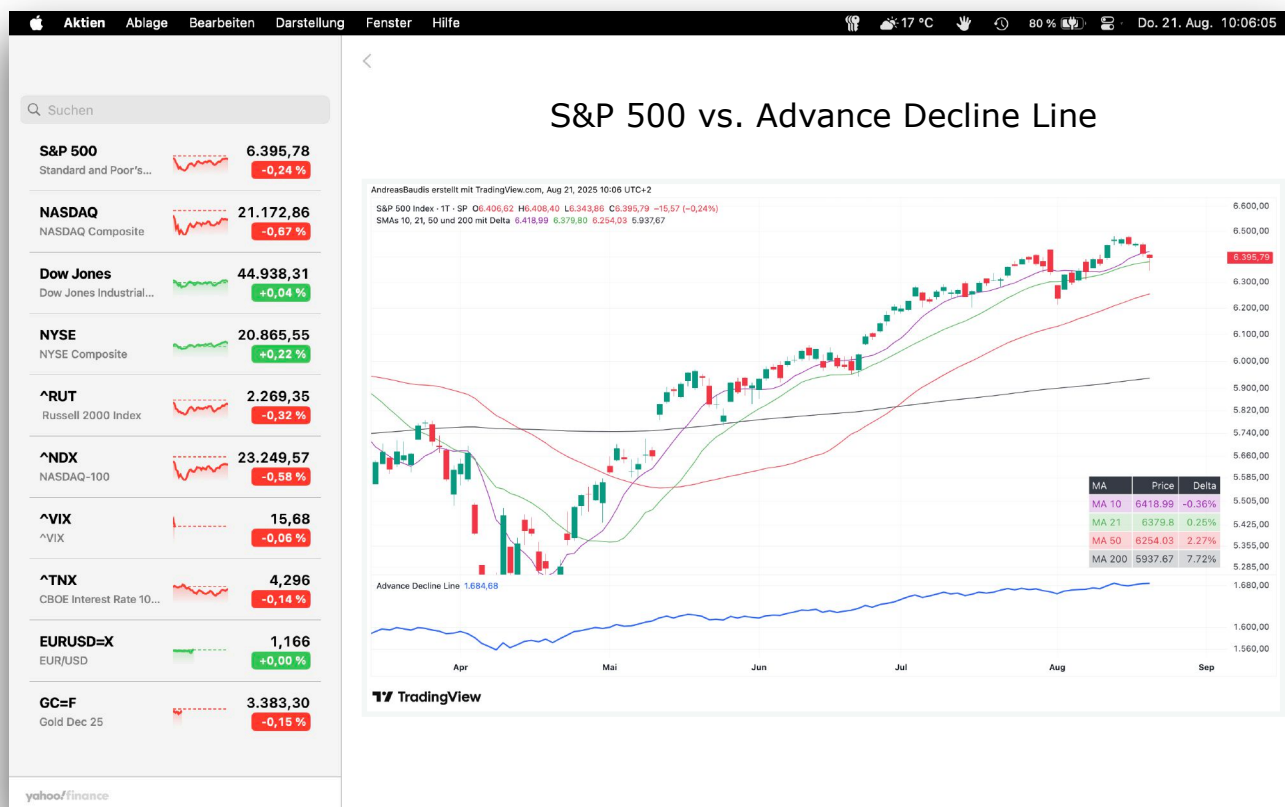 Aktien Ablage Bearbeiten Darstellung Fenster Hilfe 17 °C 80 % Do. 21. Aug. 10:06:05
Suchen
S&P 500 6.395,78
Standard and Poor's... -0,24 %
NASDAQ 21.172,86
NASDAQ Composite -0,67 %
Dow Jones 44.938,31
Dow Jones Industrial... +0,04 %
NYSE 20.865,55
NYSE Composite +0,22 %
^RUT 2.269,35
Russell 2000 Index -0,32 %
^NDX 23.249,57
NASDAQ-100 -0,58 %
^VIX 15,68
^VIX -0,06 %
^TNX 4,296
CBOE Interest Rate 10... -0,14 %
EURUSD=X 1,166
EUR/USD +0,00 %
GC=F 3.383,30
Gold Dec 25 -0,15 %
yahoo!finance
S&P 500 vs. Advance Decline Line
AndreasBaudis erstellt mit TradingView.com, Aug 21, 2025 10:06 UTC+2
S&P 500 Index · 1T · SP O6.406,62 H6.408,40 L6.343,86 C6.395,79 −15,57 (−0,24%)
SMAs 10, 21, 50 und 200 mit Delta 6.418,99 6.379,80 6.254,03 5.937,67
6.600,00
6.500,00
6.395,79
6.300,00
6.200,00
6.100,00
6.000,00
5.900,00
5.820,00
5.740,00
5.660,00
5.585,00
5.505,00
5.425,00
5.355,00
5.285,00
MA Price Delta
MA 10 6418.99 -0.36%
MA 21 6379.8 0.25%
MA 50 6254.03 2.27%
MA 200 5937.67 7.72%
Advance Decline Line 1.684,68
1.680,00
1.600,00
1.560,00
Apr Mai Jun Jul Aug Sep
TradingView